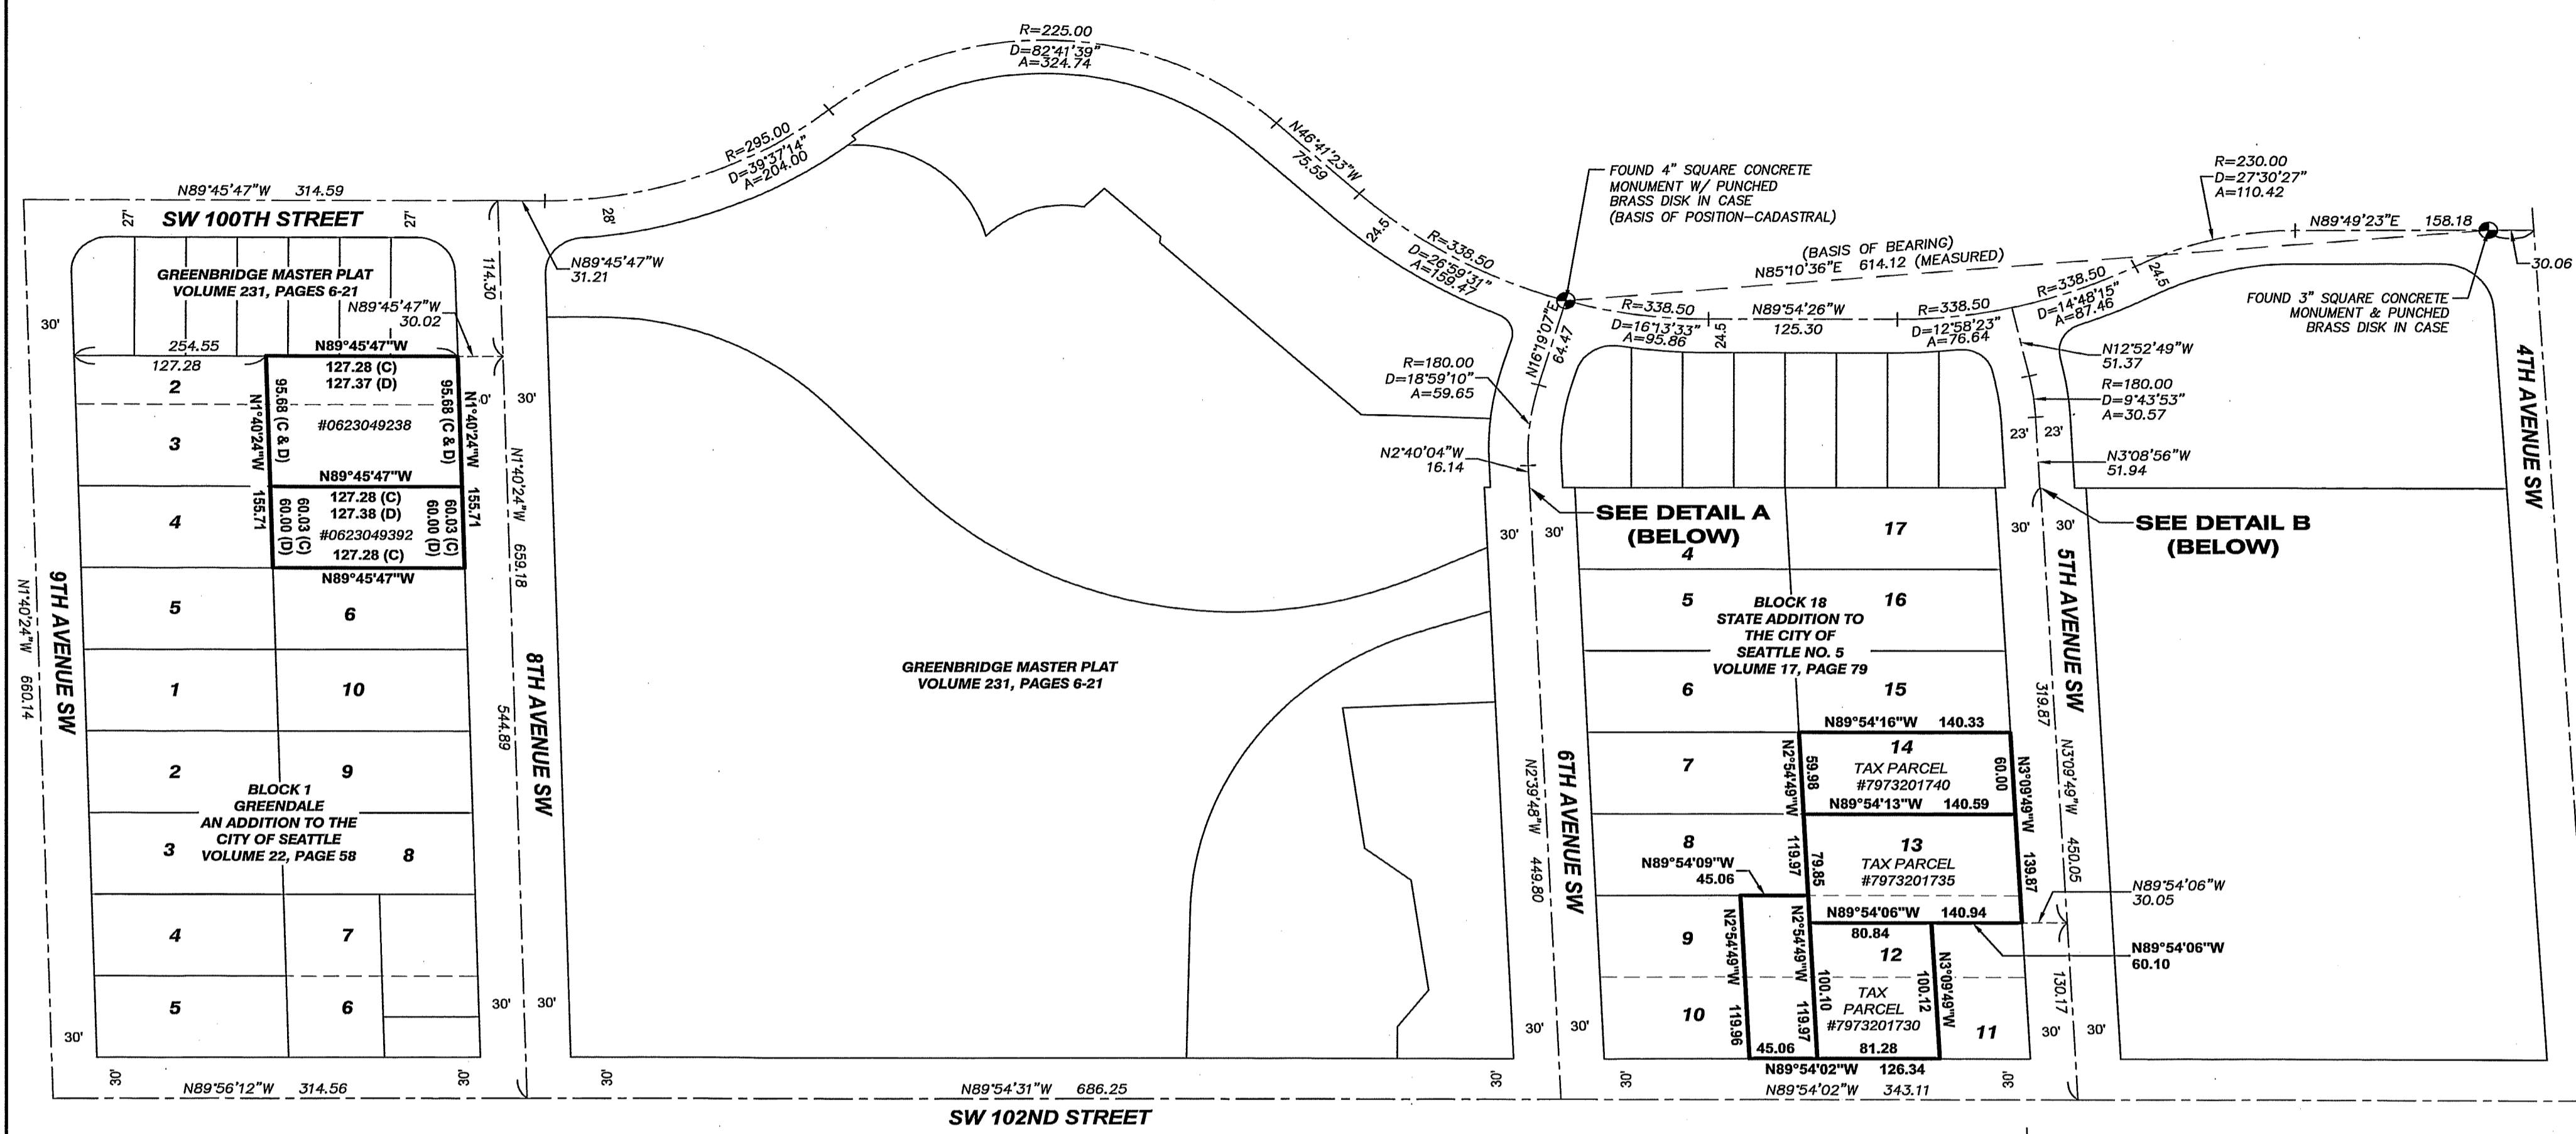 R=225.00
D=82°41'39"
A=324.74
R=295.00
D=39°37'14"
A=204.00
N46°41'23"W
75.59
24.5
R=338.50
D=26°59'31"
A=159.47
FOUND 4" SQUARE CONCRETE
MONUMENT W/ PUNCHED
BRASS DISK IN CASE
(BASIS OF POSITION-CADASTRAL)
(BASIS OF BEARING)
N85°10'36"E 614.12 (MEASURED)
R=230.00
D=27°30'27"
A=110.42
N89°49'23"E 158.18
30.06
FOUND 3" SQUARE CONCRETE
MONUMENT & PUNCHED
BRASS DISK IN CASE
N89°45'47"W 314.59
SW 100TH STREET
27'
27'
28'
N89°45'47"W
31.21
114.30
GREENBRIDGE MASTER PLAT
VOLUME 231, PAGES 6-21
N89°45'47"W
30.02
30'
254.55
127.28
N89°45'47"W
127.28 (C)
127.37 (D)
95.68 (C & D)
95.68 (C & D)
N1°40'24"W 155.71
N1°40'24"W 155.71
0'
30'
#0623049238
N89°45'47"W
127.28 (C)
127.38 (D)
#0623049392
127.28 (C)
60.00 (D)
60.03 (C)
60.00 (D)
60.03 (C)
N89°45'47"W
2
3
4
5
6
1
10
2
9
BLOCK 1
GREENDALE
AN ADDITION TO THE
CITY OF SEATTLE
VOLUME 22, PAGE 58
3
8
4
7
5
6
9TH AVENUE SW
N1°40'24"W 660.14
8TH AVENUE SW
N1°40'24"W 659.18
544.89
30'
30'
30'
30'
30'
N89°56'12"W 314.56
GREENBRIDGE MASTER PLAT
VOLUME 231, PAGES 6-21
30'
30'
N89°54'31"W 686.25
SW 102ND STREET
N16°19'07"E
64.47
R=180.00
D=18°59'10"
A=59.65
N2°40'04"W
16.14
R=338.50
D=16°13'33"
A=95.86
24.5
N89°54'26"W
125.30
R=338.50
D=12°58'23"
A=76.64
R=338.50
D=14°48'15"
A=87.46
24.5
N12°52'49"W
51.37
R=180.00
D=9°43'53"
A=30.57
23'
23'
N3°08'56"W
51.94
4TH AVENUE SW
SEE DETAIL A
(BELOW)
SEE DETAIL B
(BELOW)
30'
30'
30'
30'
4
17
5
16
BLOCK 18
STATE ADDITION TO
THE CITY OF
SEATTLE NO. 5
VOLUME 17, PAGE 79
6
15
N89°54'16"W 140.33
7
14
TAX PARCEL
#7973201740
N2°54'49"W 119.97
59.98
60.00
N89°54'13"W 140.59
8
13
TAX PARCEL
#7973201735
79.85
N3°09'49"W 139.87
N89°54'09"W
45.06
N89°54'06"W 140.94
80.84
N89°54'06"W
30.05
N89°54'06"W
60.10
9
12
TAX
PARCEL
#7973201730
N2°54'49"W 119.96
N2°54'49"W 119.97
100.10
100.12
N3°09'49"W
10
11
45.06
81.28
N89°54'02"W 126.34
N89°54'02"W 343.11
6TH AVENUE SW
N2°39'48"W 449.80
5TH AVENUE SW
319.87
N3°09'49"W 450.05
130.17
30'
30'
30'
30'
30'
30'